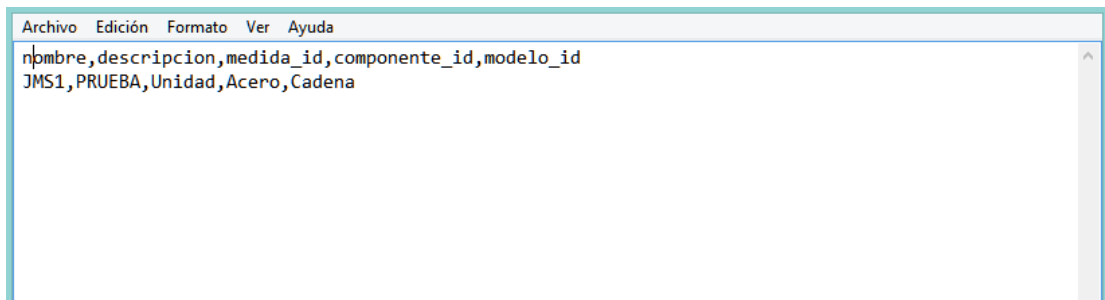 Archivo Edición Formato Ver Ayuda
nombre,descripcion,medida_id,componente_id,modelo_id
JMS1,PRUEBA,Unidad,Acero,Cadena